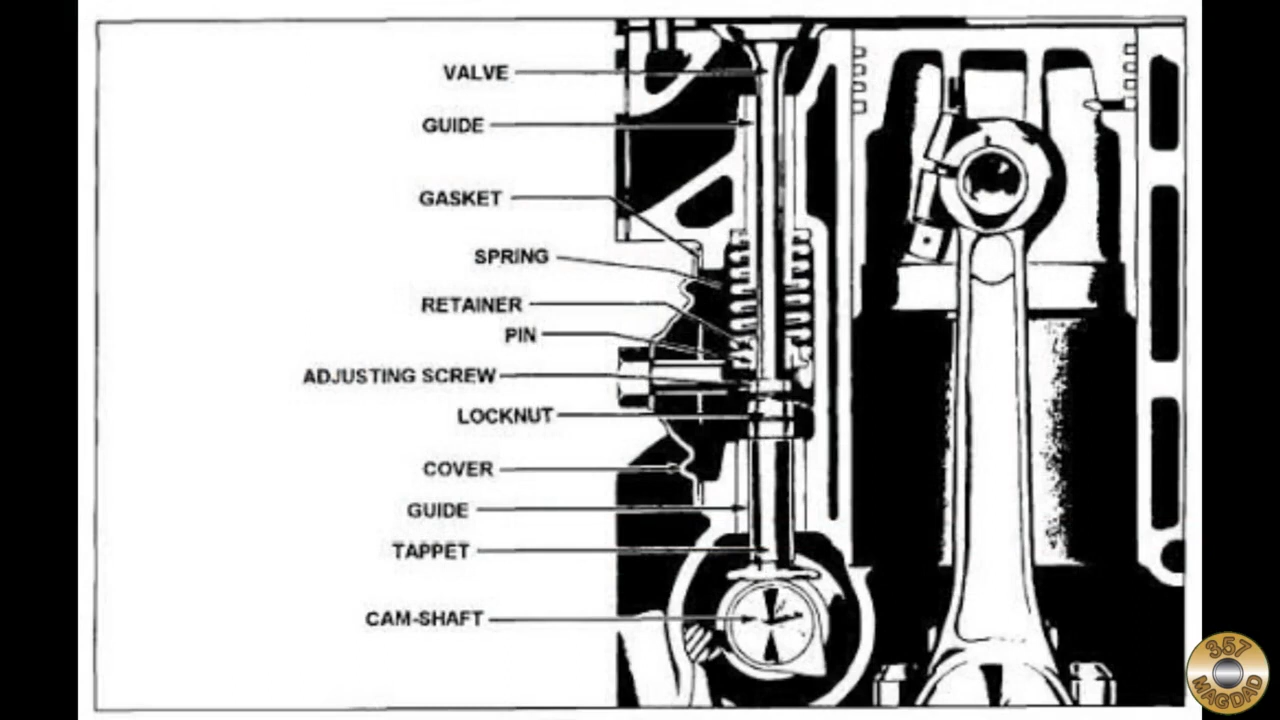 VALVE
GUIDE
GASKET
SPRING
RETAINER
PIN
ADJUSTING SCREW
LOCKNUT
COVER
GUIDE
TAPPET
CAM-SHAFT
357
MAGDAD